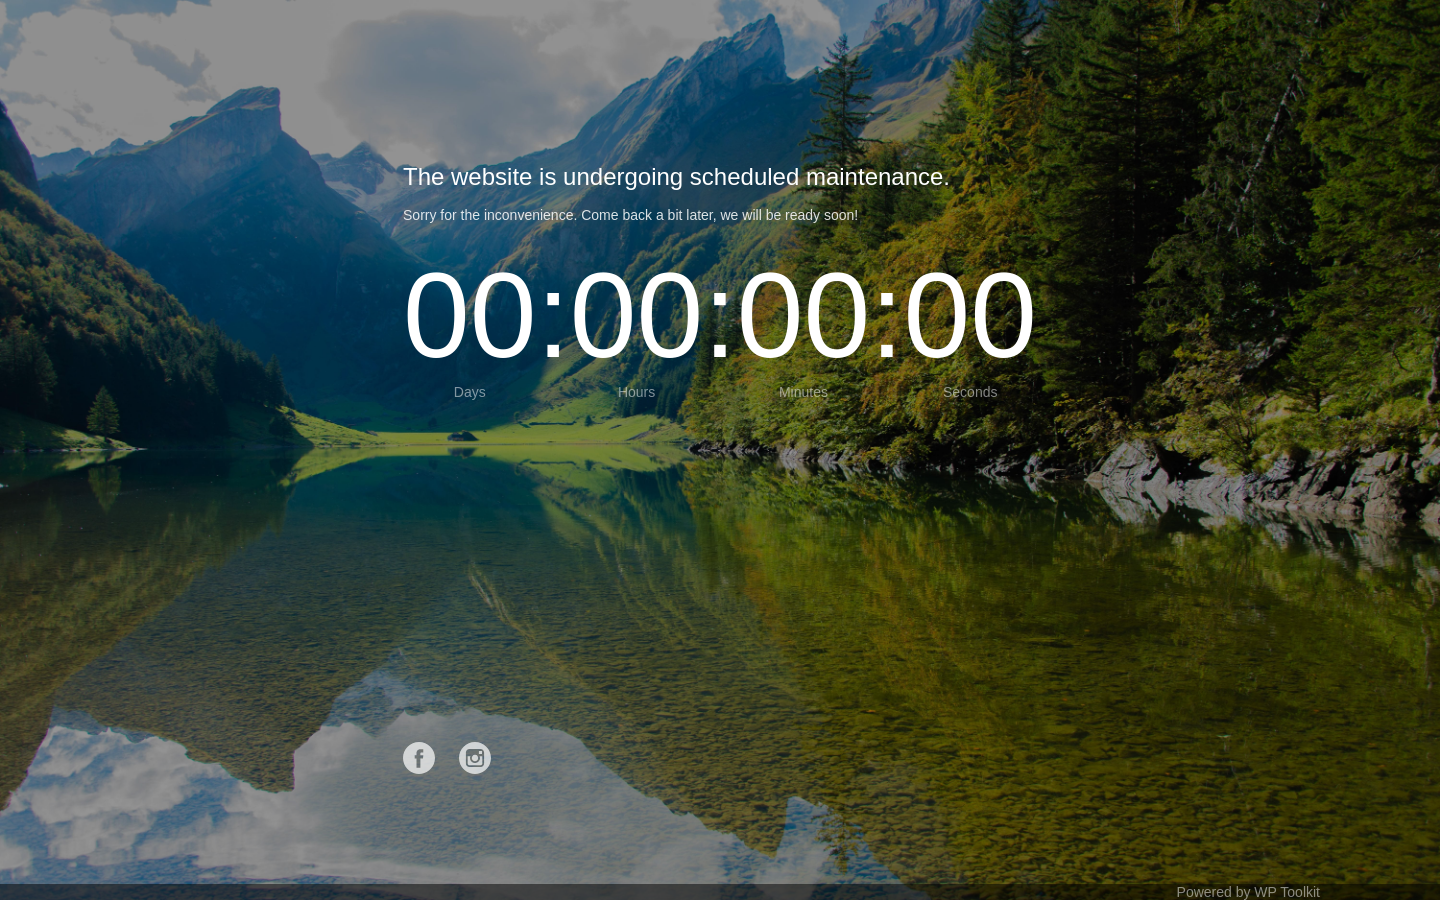 The website is undergoing scheduled maintenance.
Sorry for the inconvenience. Come back a bit later, we will be ready soon!
00:00:00:00
Days Hours Minutes Seconds
Powered by WP Toolkit